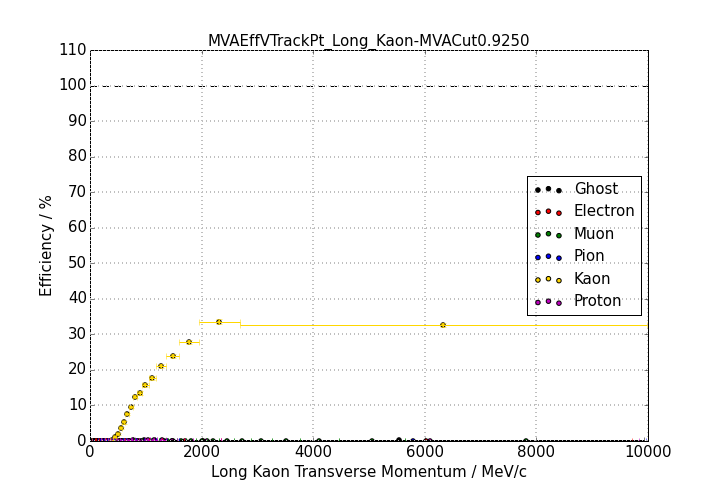 MVAEffVTrackPt_Long_Kaon-MVACut0.9250
110
100
90
80
70
60
50
40
30
20
10
0
Efficiency / %
Ghost
Electron
Muon
Pion
Kaon
Proton
0 2000 4000 6000 8000 10000
Long Kaon Transverse Momentum / MeV/c